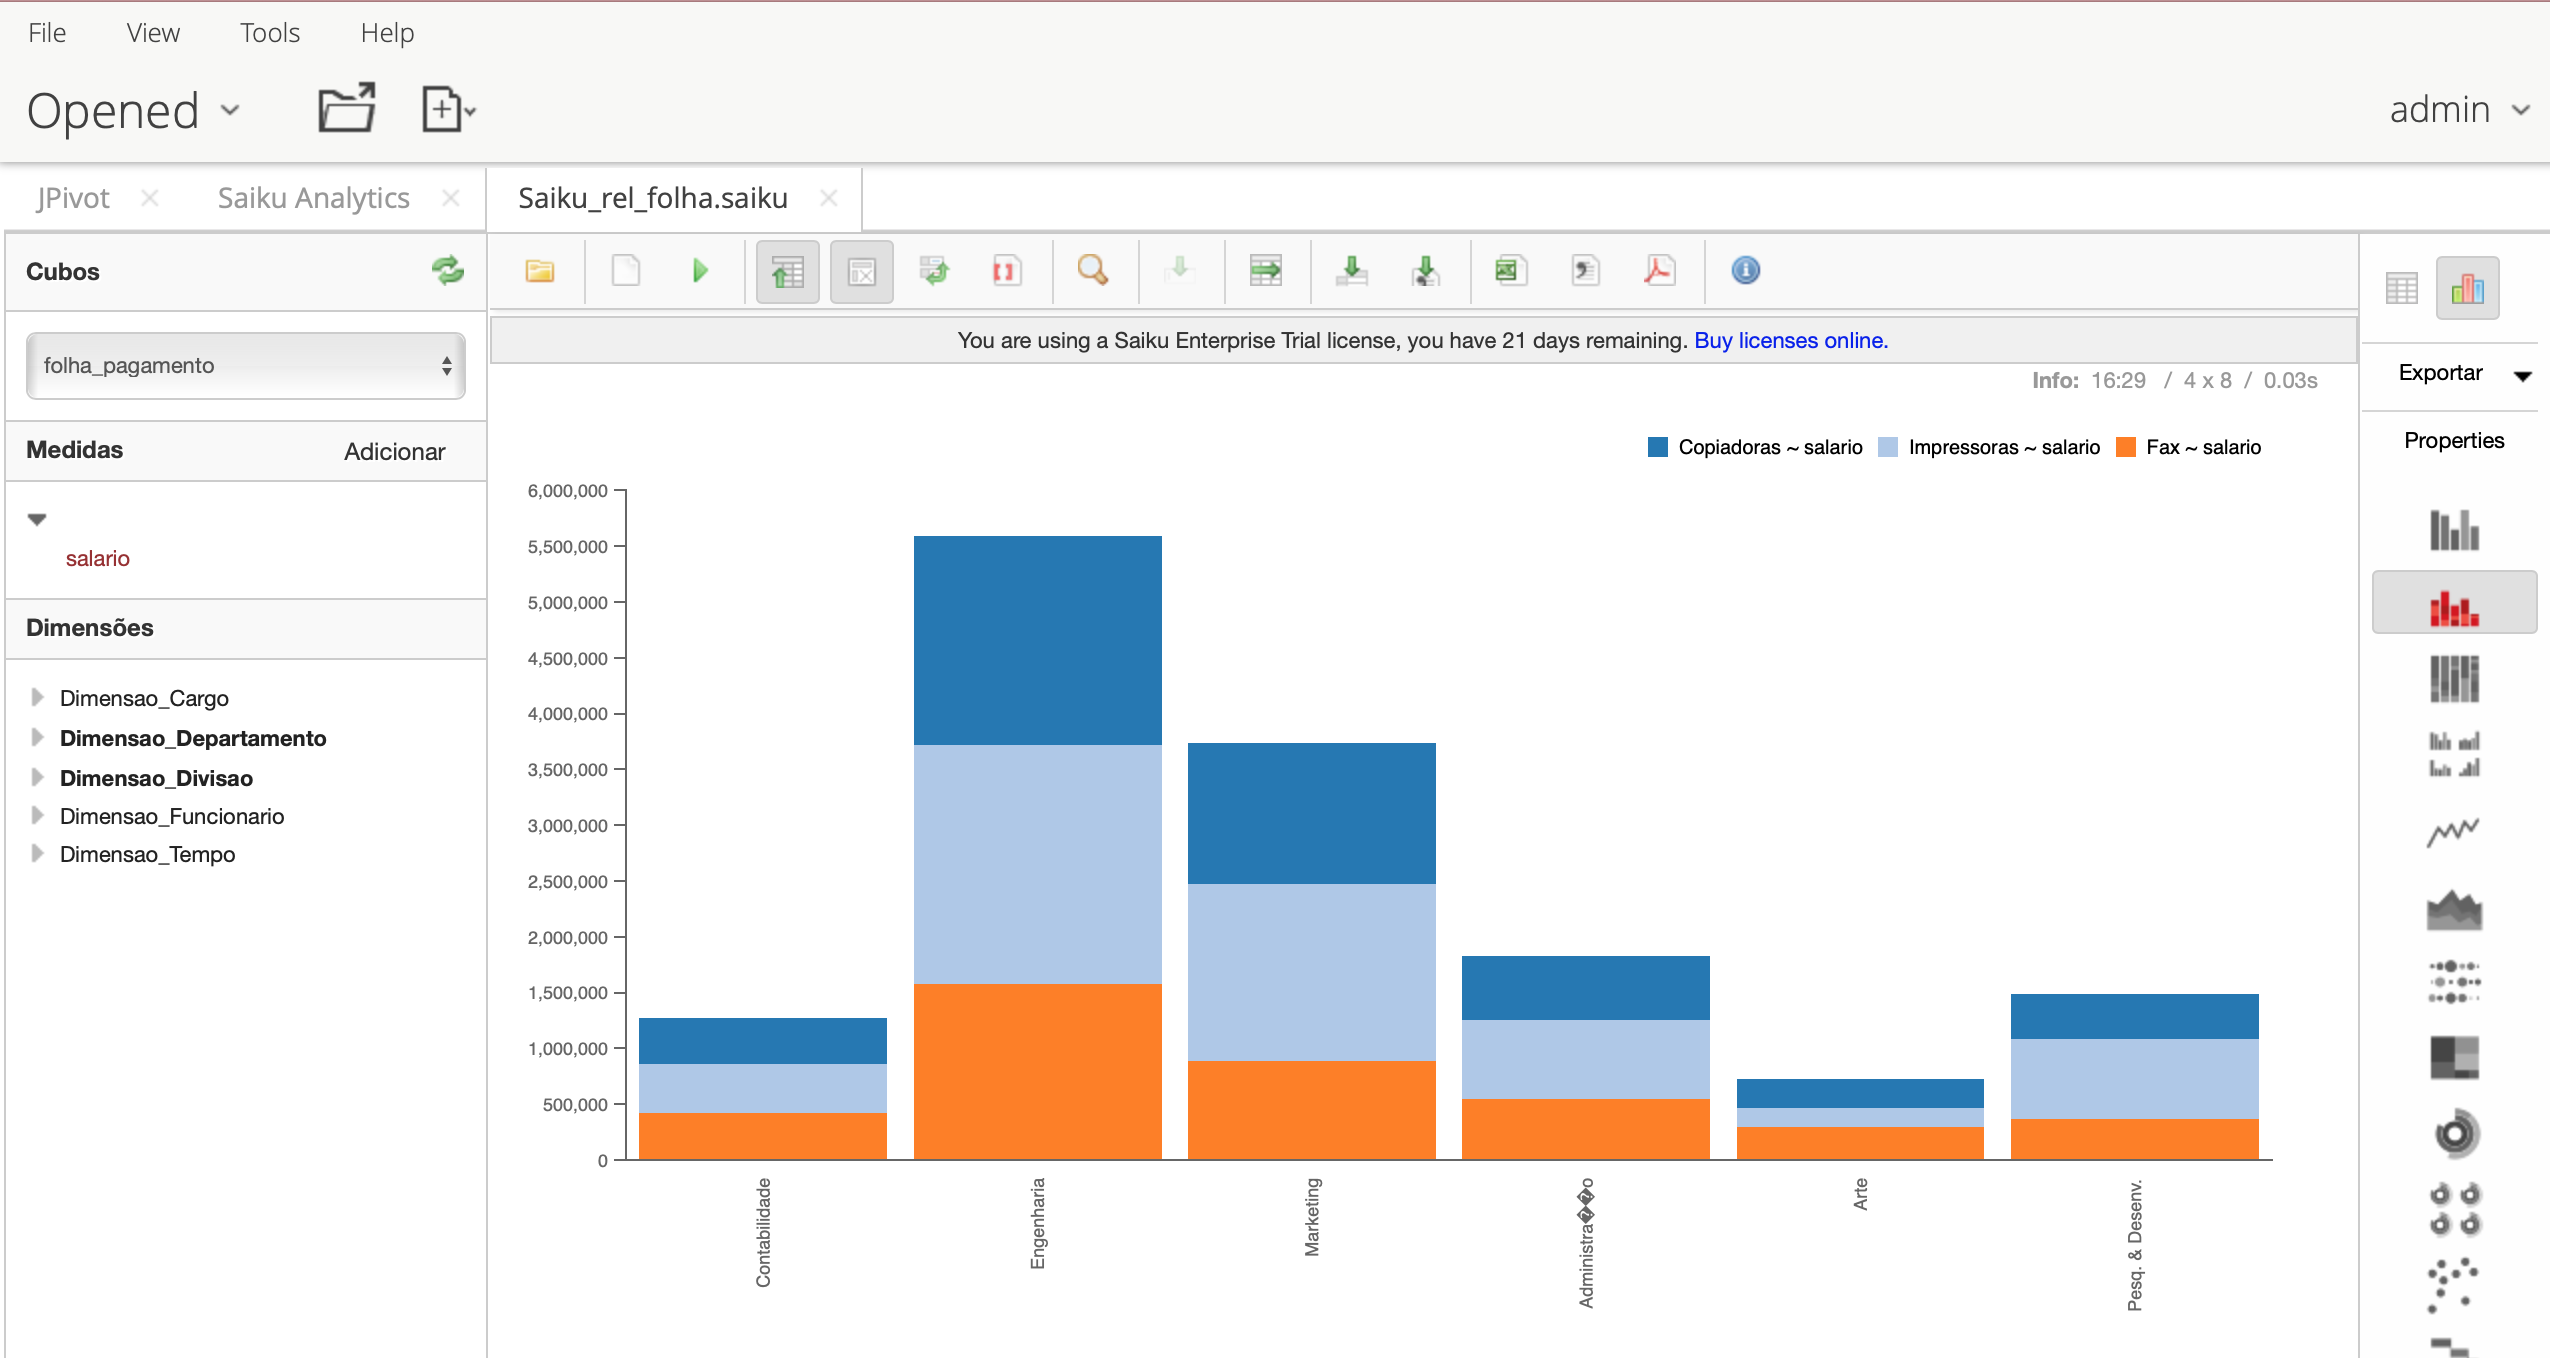 File View Tools Help
Opened admin
JPivot Saiku Analytics Saiku_rel_folha.saiku
Cubos
folha_pagamento
Medidas Adicionar
salario
Dimensões
Dimensao_Cargo
Dimensao_Departamento
Dimensao_Divisao
Dimensao_Funcionario
Dimensao_Tempo
You are using a Saiku Enterprise Trial license, you have 21 days remaining. Buy licenses online.
Info: 16:29 / 4 x 8 / 0.03s
Copiadoras ~ salario Impressoras ~ salario Fax ~ salario
6,000,000
5,500,000
5,000,000
4,500,000
4,000,000
3,500,000
3,000,000
2,500,000
2,000,000
1,500,000
1,000,000
500,000
0
Contabilidade
Engenharia
Marketing
Administra��o
Arte
Pesq. & Desenv.
Exportar
Properties